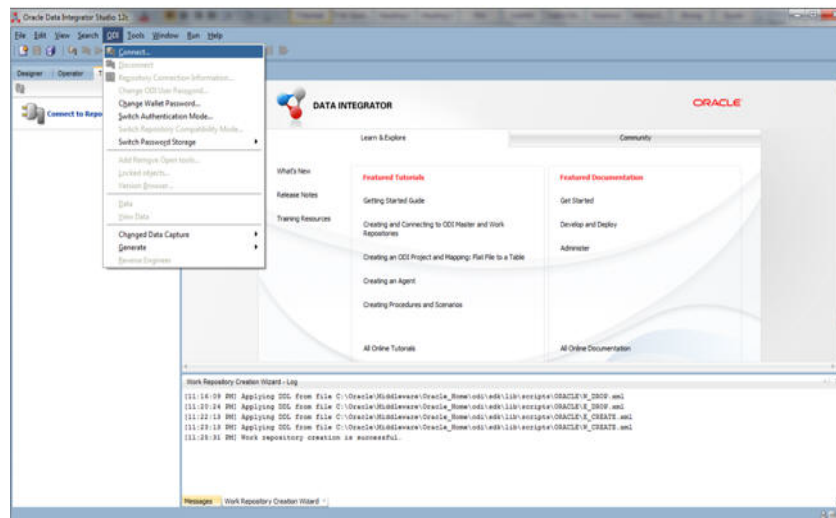 Oracle Data Integrator Studio 12c
File Edit View Search ODI Tools Window Run Help
Designer Operator T
Connect to Repo
Connect...
Disconnect
Repository Connection Information...
Change ODI User Password...
Change Wallet Password...
Switch Authentication Mode...
Switch Repository Compatibility Mode...
Switch Password Storage
Add Remove Open tools...
Locked objects...
Version Browser...
Data
View Data
Changed Data Capture
Generate
Reverse Engineer
DATA INTEGRATOR
ORACLE
Learn & Explore
Community
What's New
Release Notes
Training Resources
Featured Tutorials
Getting Started Guide
Creating and Connecting to ODI Master and Work
Repositories
Creating an ODI Project and Mapping: Flat File to a Table
Creating an Agent
Creating Procedures and Scenarios
All Online Tutorials
Featured Documentation
Get Started
Develop and Deploy
Administer
All Online Documentation
Work Repository Creation Wizard - Log
[11:16:09 PM] Applying DDL from file C:\Oracle\Middleware\Oracle_Home\odi\sdk\lib\scripts\ORACLE\W_DROP.xml
[11:20:24 PM] Applying DDL from file C:\Oracle\Middleware\Oracle_Home\odi\sdk\lib\scripts\ORACLE\E_DROP.xml
[11:22:13 PM] Applying DDL from file C:\Oracle\Middleware\Oracle_Home\odi\sdk\lib\scripts\ORACLE\E_CREATE.xml
[11:23:13 PM] Applying DDL from file C:\Oracle\Middleware\Oracle_Home\odi\sdk\lib\scripts\ORACLE\W_CREATE.xml
[11:25:31 PM] Work repository creation is successful.
Messages Work Repository Creation Wizard